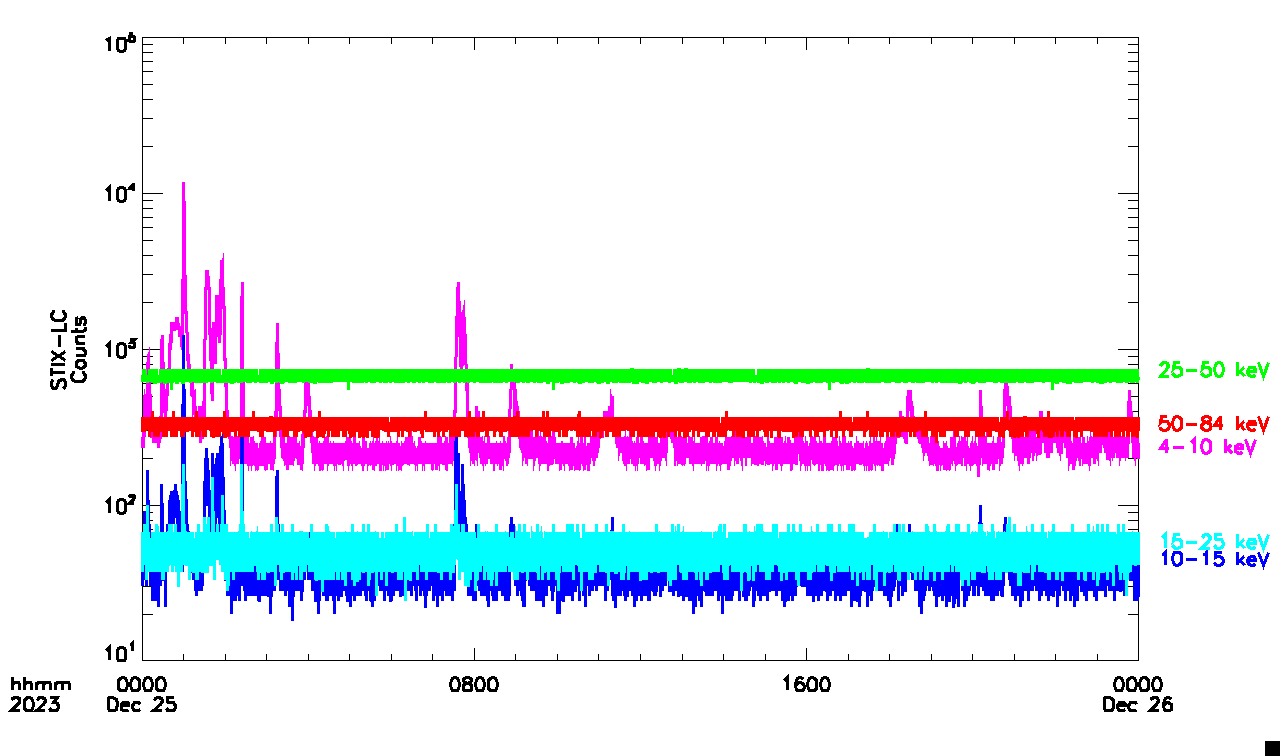 10⁶
10⁴
10³
10²
10¹
STIX-LC
Counts
25-50 keV
50-84 keV
4-10 keV
15-25 keV
10-15 keV
hhmm 0000 0800 1600 0000
2023 Dec 25 Dec 26